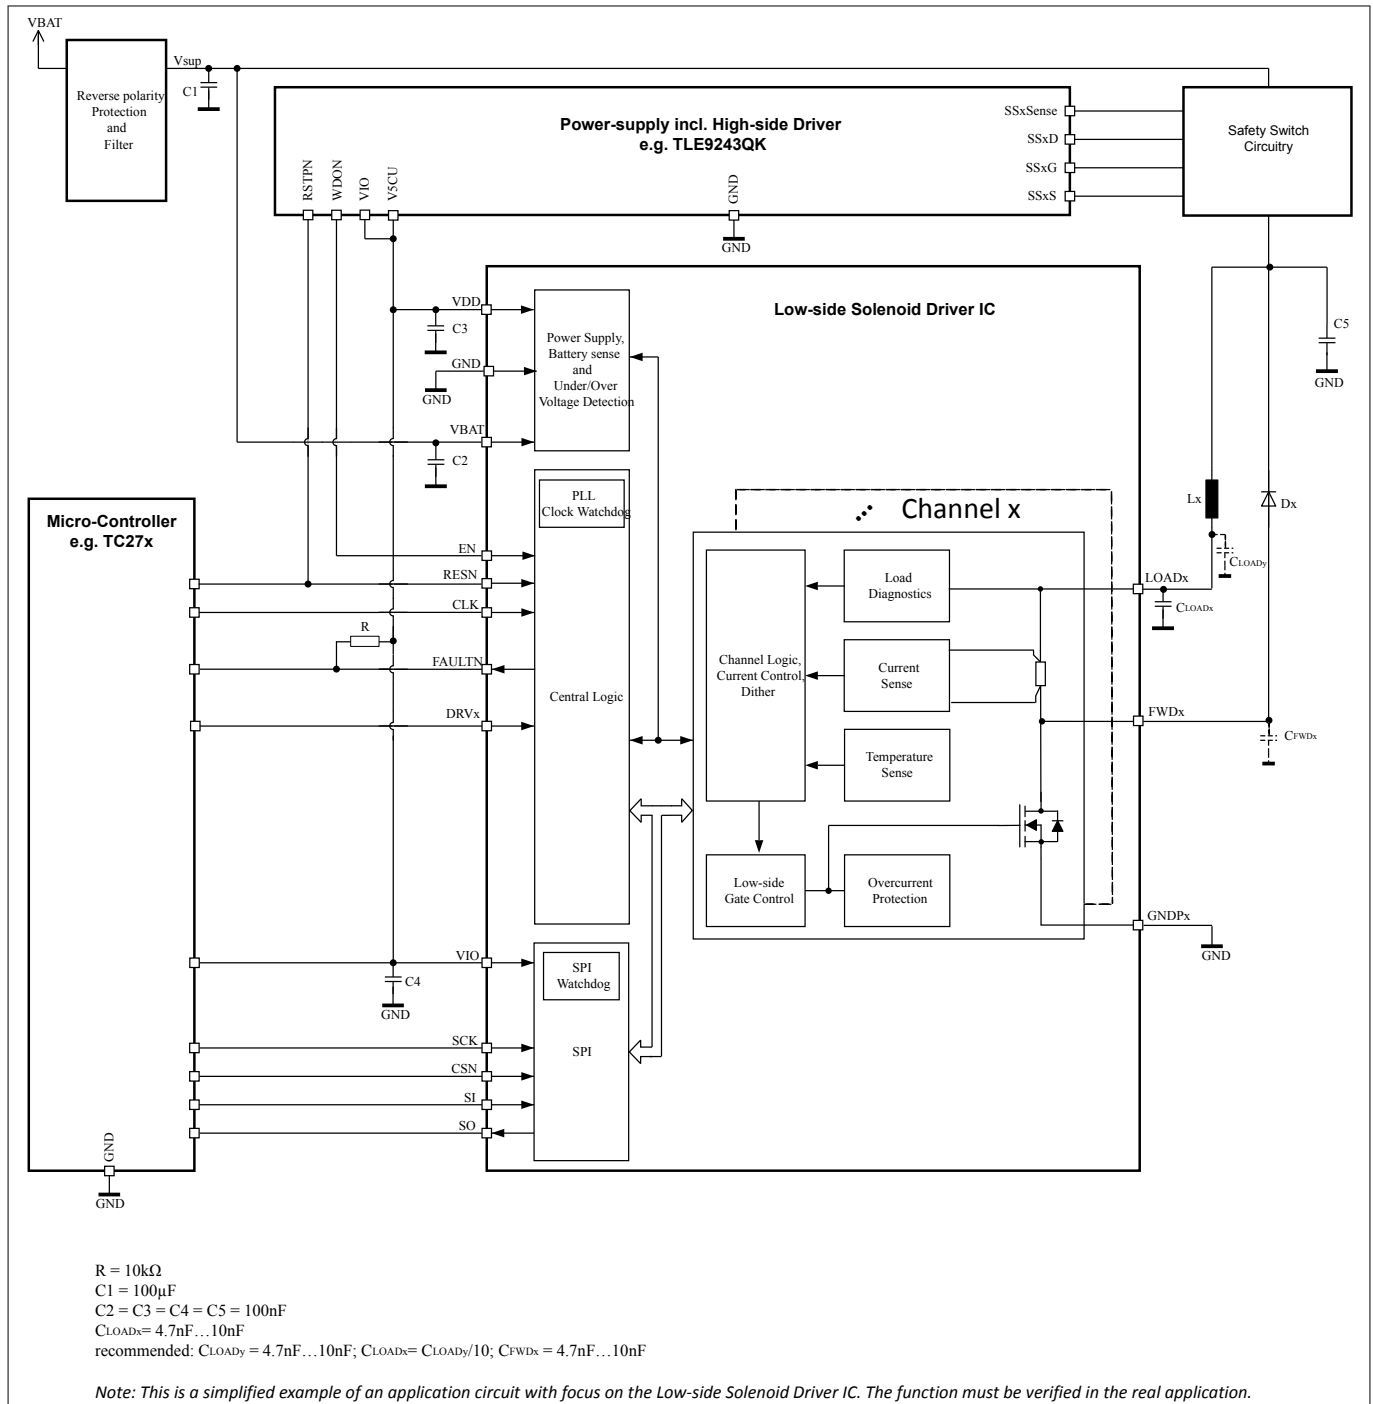 VBAT
Vsup
C1
Reverse polarity
Protection
and
Filter
Power-supply incl. High-side Driver
e.g. TLE9243QK
RSTPN
WDON
VIO
V5CU
GND
GND
SSxSense
SSxD
SSxG
SSxS
Safety Switch
Circuitry
Low-side Solenoid Driver IC
VDD
C3
GND
GND
VBAT
C2
Power Supply,
Battery sense
and
Under/Over
Voltage Detection
C5
GND
Lx
Dx
CLOADy
Micro-Controller
e.g. TC27x
PLL
Clock Watchdog
Channel x
EN
RESN
CLK
R
FAULTN
DRVx
Central Logic
Channel Logic,
Current Control,
Dither
Load
Diagnostics
Current
Sense
Temperature
Sense
Low-side
Gate Control
Overcurrent
Protection
LOADx
CLOADx
FWDx
CFWDx
GNDPx
GND
VIO
C4
GND
SPI
Watchdog
SPI
SCK
CSN
SI
SO
GND
GND
R = 10kΩ
C1 = 100µF
C2 = C3 = C4 = C5 = 100nF
CLOADx= 4.7nF…10nF
recommended: CLOADy = 4.7nF…10nF; CLOADx= CLOADy/10; CFWDx = 4.7nF…10nF
Note: This is a simplified example of an application circuit with focus on the Low-side Solenoid Driver IC. The function must be verified in the real application.